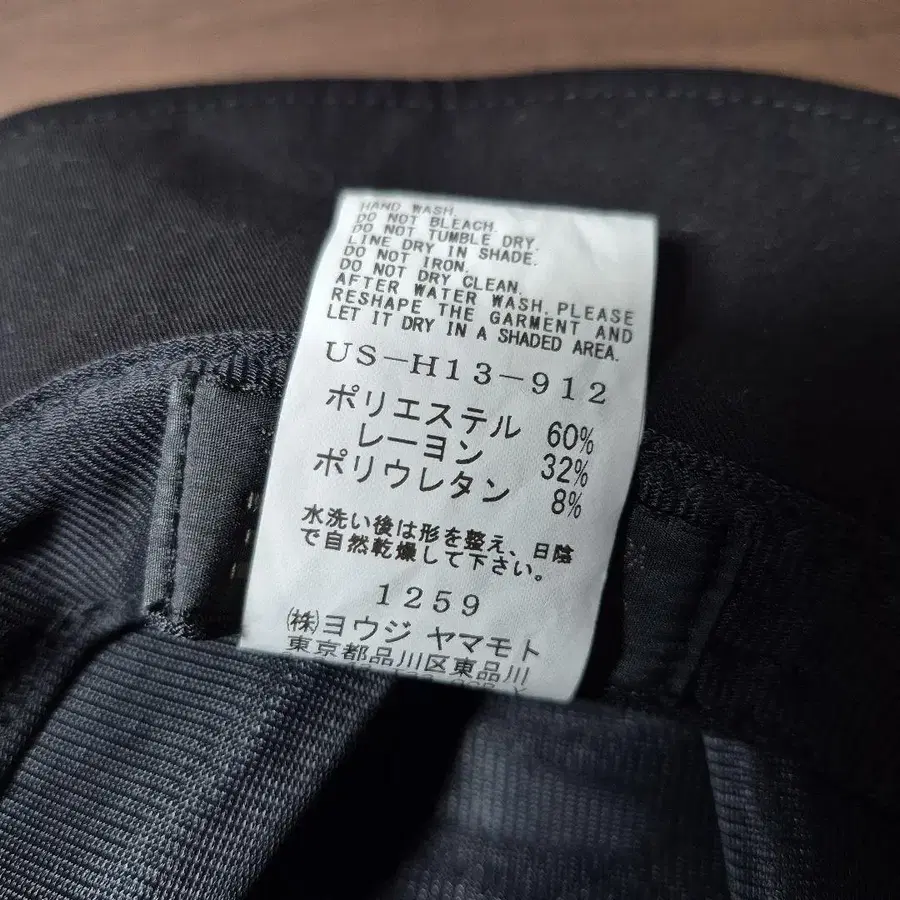 HAND WASH.
DO NOT BLEACH.
DO NOT TUMBLE DRY.
LINE DRY IN SHADE.
DO NOT IRON.
DO NOT DRY CLEAN.
AFTER WATER WASH, PLEASE
RESHAPE THE GARMENT AND
LET IT DRY IN A SHADED AREA.
US-H13-912
ポリエステル 60%
レーヨン 32%
ポリウレタン 8%
水洗い後は形を整え、日陰
で自然乾燥して下さい。
1259
㈱ヨウジ ヤマモト
東京都品川区東品川